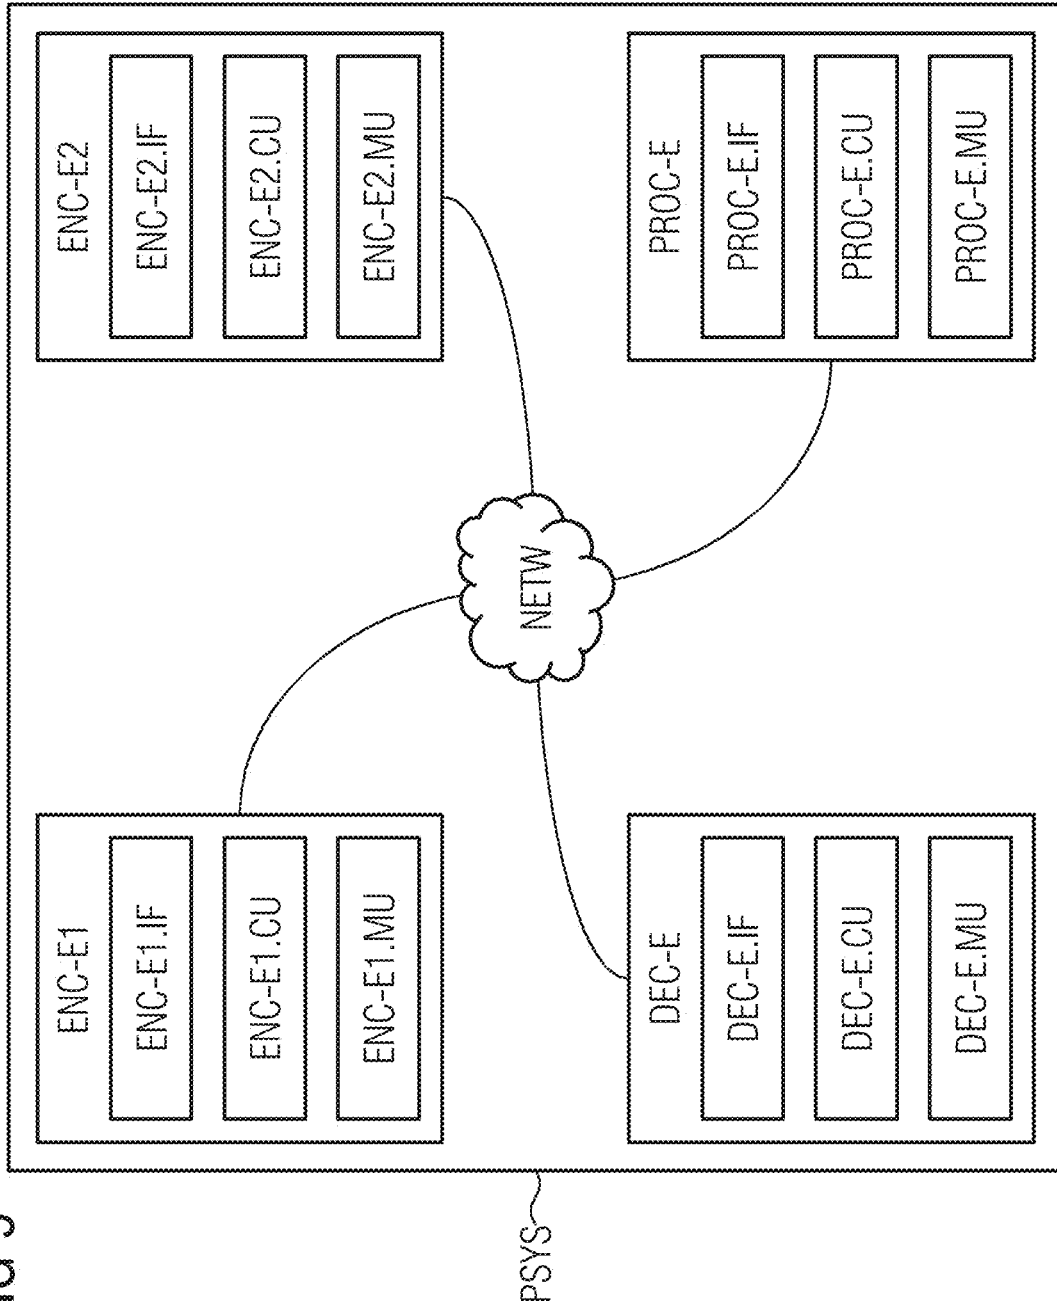 ENC-E1
ENC-E1.IF
ENC-E1.CU
ENC-E1.MU
ENC-E2
ENC-E2.IF
ENC-E2.CU
ENC-E2.MU
PSYS
NETW
DEC-E
DEC-E.IF
DEC-E.CU
DEC-E.MU
PROC-E
PROC-E.IF
PROC-E.CU
PROC-E.MU